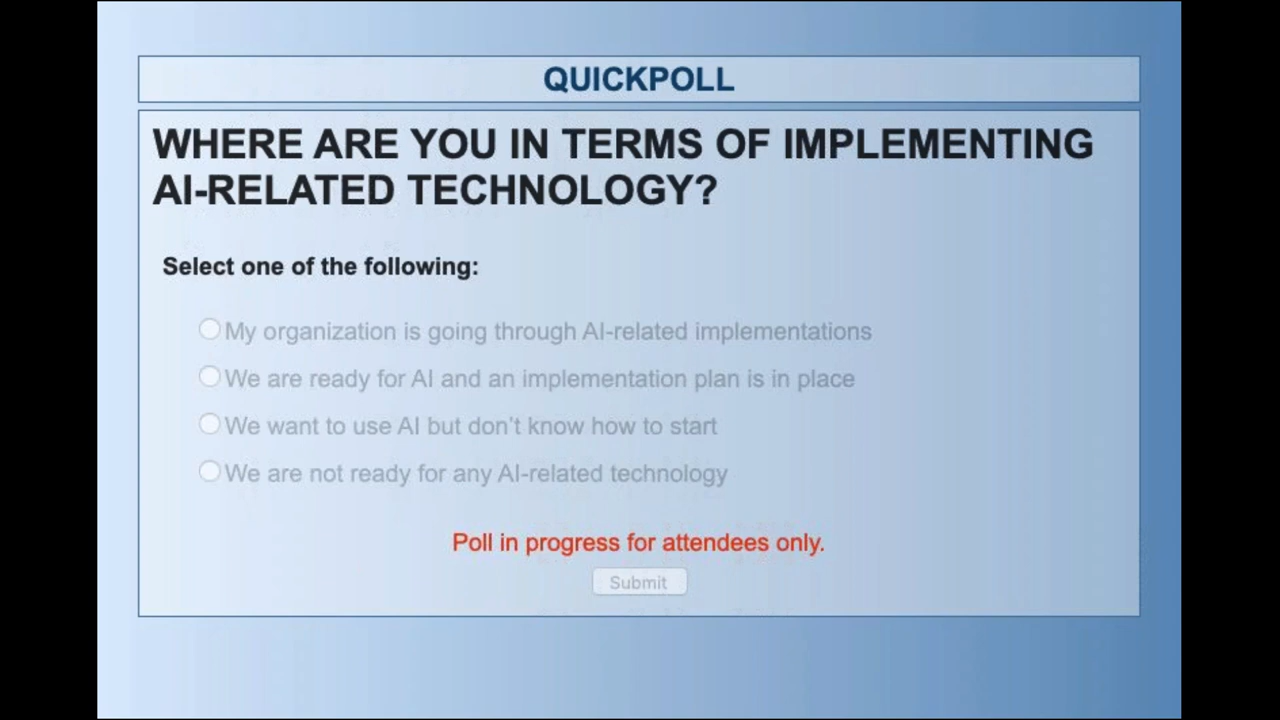 QUICKPOLL
WHERE ARE YOU IN TERMS OF IMPLEMENTING
AI-RELATED TECHNOLOGY?
Select one of the following:
My organization is going through AI-related implementations
We are ready for AI and an implementation plan is in place
We want to use AI but don't know how to start
We are not ready for any AI-related technology
Poll in progress for attendees only.
Submit